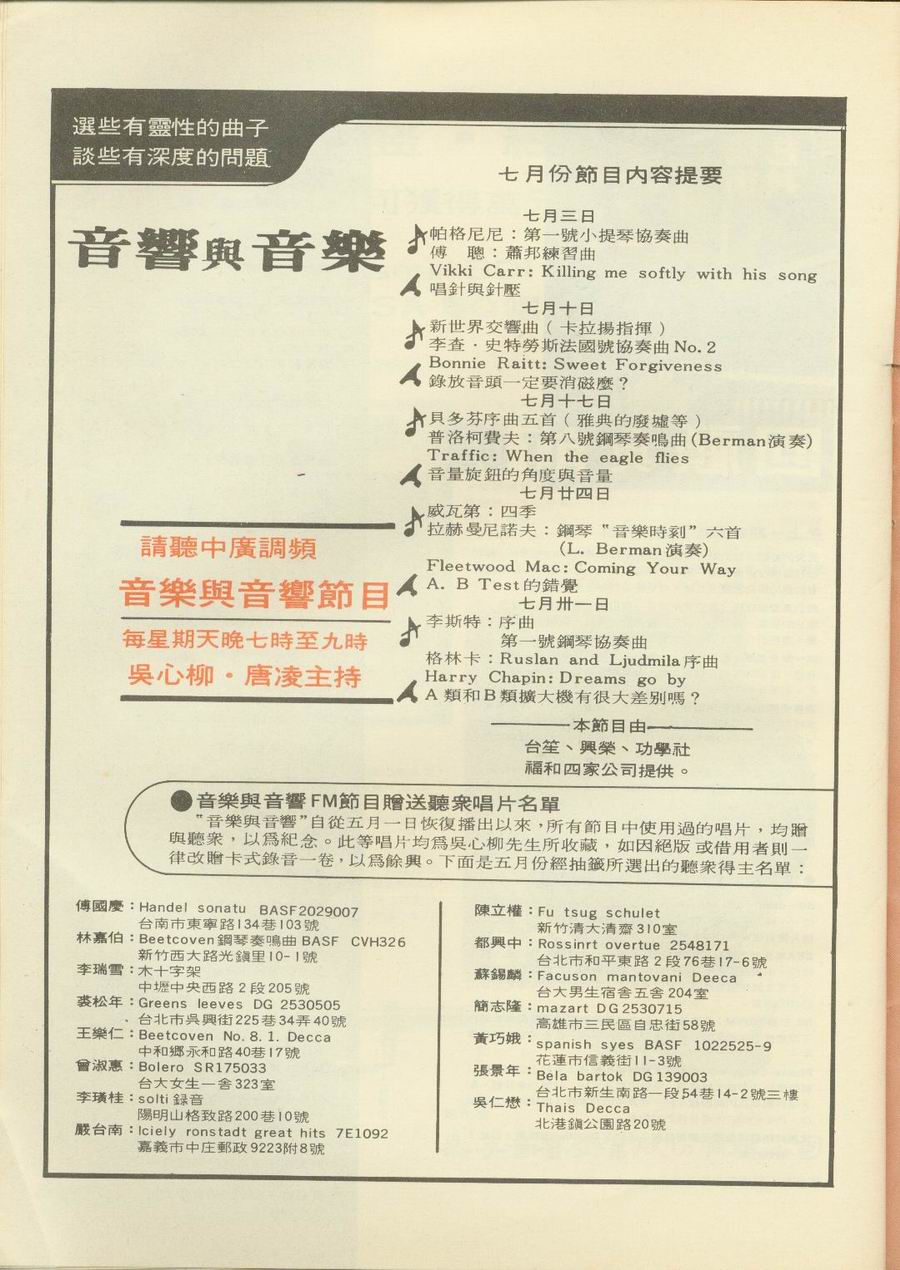 選些有靈性的曲子
談些有深度的問題
音響與音樂
七月份節目內容提要
七月三日
帕格尼尼：第一號小提琴協奏曲
傅　聰：蕭邦練習曲
Vikki Carr: Killing me softly with his song
唱針與針壓
七月十日
新世界交響曲（卡拉揚指揮）
李查・史特勞斯法國號協奏曲 No. 2
Bonnie Raitt: Sweet Forgiveness
錄放音頭一定要消磁麼？
七月十七日
貝多芬序曲五首（雅典的廢墟等）
普洛柯費夫：第八號鋼琴奏鳴曲 (Berman演奏)
Traffic: When the eagle flies
音量旋鈕的角度與音量
七月廿四日
威瓦第：四季
拉赫曼尼諾夫：鋼琴“音樂時刻”六首
(L. Berman演奏)
Fleetwood Mac: Coming Your Way
A. B Test的錯覺
七月卅一日
李斯特：序曲
第一號鋼琴協奏曲
格林卡：Ruslan and Ljudmila序曲
Harry Chapin: Dreams go by
A 類和B類擴大機有很大差別嗎？
請聽中廣調頻
音樂與音響節目
每星期天晚七時至九時
吳心柳・唐凌主持
本節目由
台笙、興榮、功學社
福和四家公司提供。
●音樂與音響FM節目贈送聽衆唱片名單
“音樂與音響”自從五月一日恢復播出以來，所有節目中使用過的唱片，均贈
與聽衆，以爲紀念。此等唱片均爲吳心柳先生所收藏，如因絕版或借用者則一
律改贈卡式錄音一卷，以爲餘興。下面是五月份經抽籤所選出的聽衆得主名單：
傅國慶：Handel sonatu BASF2029007
台南市東寧路134巷103號
林嘉伯：Beetcoven鋼琴奏鳴曲 BASF CVH326
新竹西大路光鎭里10-1號
李瑞雪：木十字架
中壢中央西路 2 段205號
裘松年：Greens leeves DG 2530505
台北市吳興街225巷34弄40號
王樂仁：Beetcoven No. 8. 1. Decca
中和鄉永和路40巷17號
曾淑惠：Bolero SR175033
台大女生一舍323室
李璜桂：solti 録音
陽明山格致路200巷10號
嚴台南：lciely ronstadt great hits 7E1092
嘉義市中庄郵政9223附8號
陳立權：Fu tsug schulet
新竹清大清齋310室
都興中：Rossinrt overtue 2548171
台北市和平東路 2 段76巷17-6號
蘇錫麟：Facuson mantovani Deeca
台大男生宿舍五舍204室
簡志隆：mazart DG2530715
高雄市三民區自忠街58號
黃巧娥：spanish syes BASF 1022525-9
花蓮市信義街11-3號
張景年：Bela bartok DG139003
台北市新生南路一段54巷14-2號三樓
吳仁懋：Thais Decca
北港鎭公園路20號